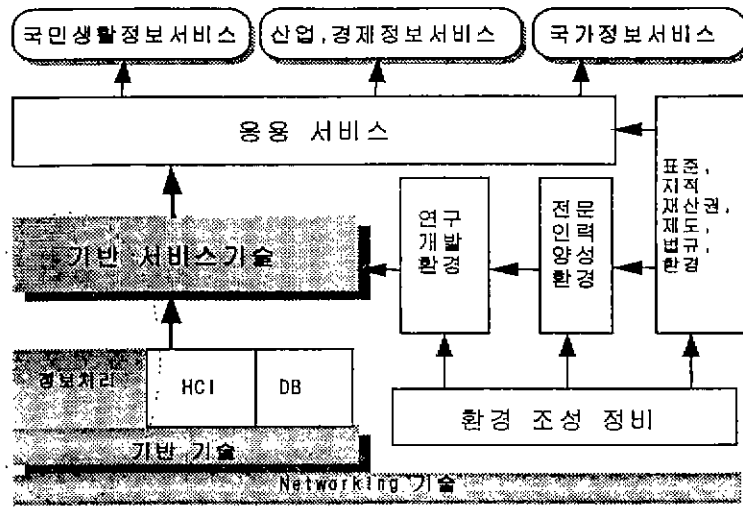 국민생활정보서비스
산업,경제정보서비스
국가정보서비스
응용 서비스
표준,
지적
재산권,
제도,
법규,
환경
연구
개발
환경
전문
인력
양성
환경
기반 서비스기술
정보처리
HCI
DB
환경 조성 정비
기반 기술
Networking 기술